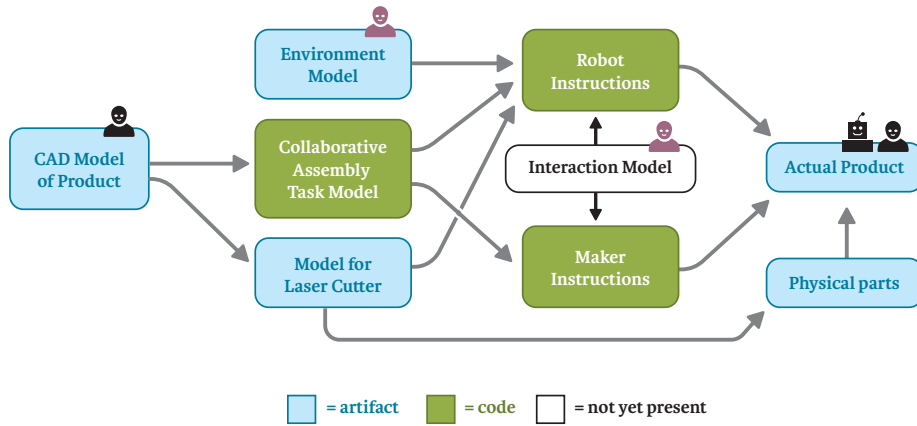 Environment
Model
Robot
Instructions
CAD Model
of Product
Collaborative
Assembly
Task Model
Interaction Model
Actual Product
Model for
Laser Cutter
Maker
Instructions
Physical parts
= artifact
= code
= not yet present